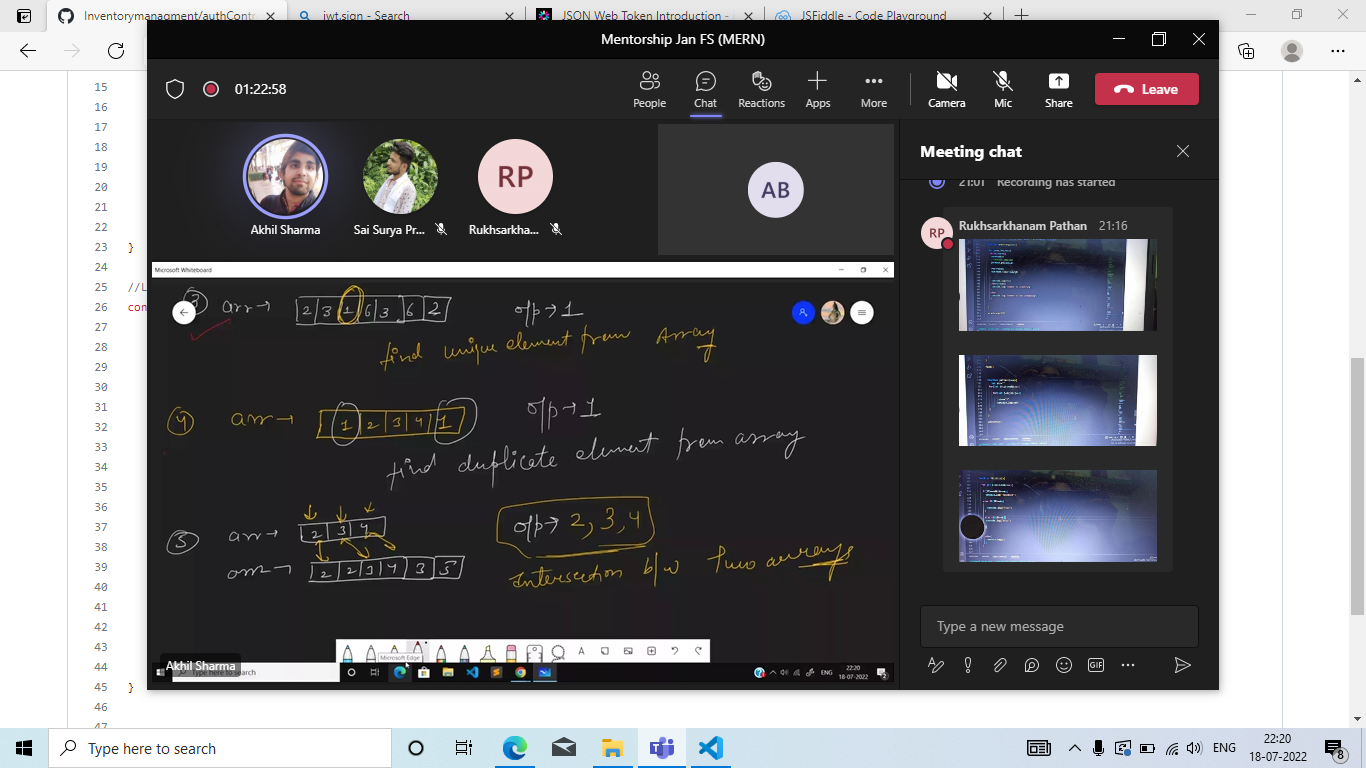 Inventorymanagment/authContr
jwt.sign - Search
JSON Web Token Introduction -
JSFiddle - Code Playground
Mentorship Jan FS (MERN)
01:22:58
People
Chat
Reactions
Apps
More
Camera
Mic
Share
Leave
Akhil Sharma
Sai Surya Pr...
RP
Rukhsarkha...
AB
Meeting chat
21:01 Recording has started
RP
Rukhsarkhanam Pathan 21:16
Type a new message
GIF
Microsoft Whiteboard
3 arr → 2 3 1 6 3 6 2 o/p → 1
find unique element from Array
4 arr → 1 2 3 4 1 o/p → 1
find duplicate element from array
5 arr → 2 3 4 o/p → 2, 3, 4
arr → 2 2 3 4 3 5
Intersection b/w Two arrays
Microsoft Edge
Akhil Sharma
Type here to search
ENG
22:20
18-07-2022
15
16
17
18
19
20
21
22
23 }
24
25 //L
26 con
27
28
29
30
31
32
33
34
35
36
37
38
39
40
41
42
43
44
45 }
46
47
Type here to search
ENG
22:20
18-07-2022
8